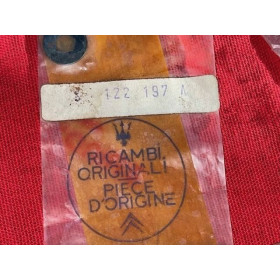 122 197 A
RICAMBI
ORIGINALI
PIECE
D'ORIGINE